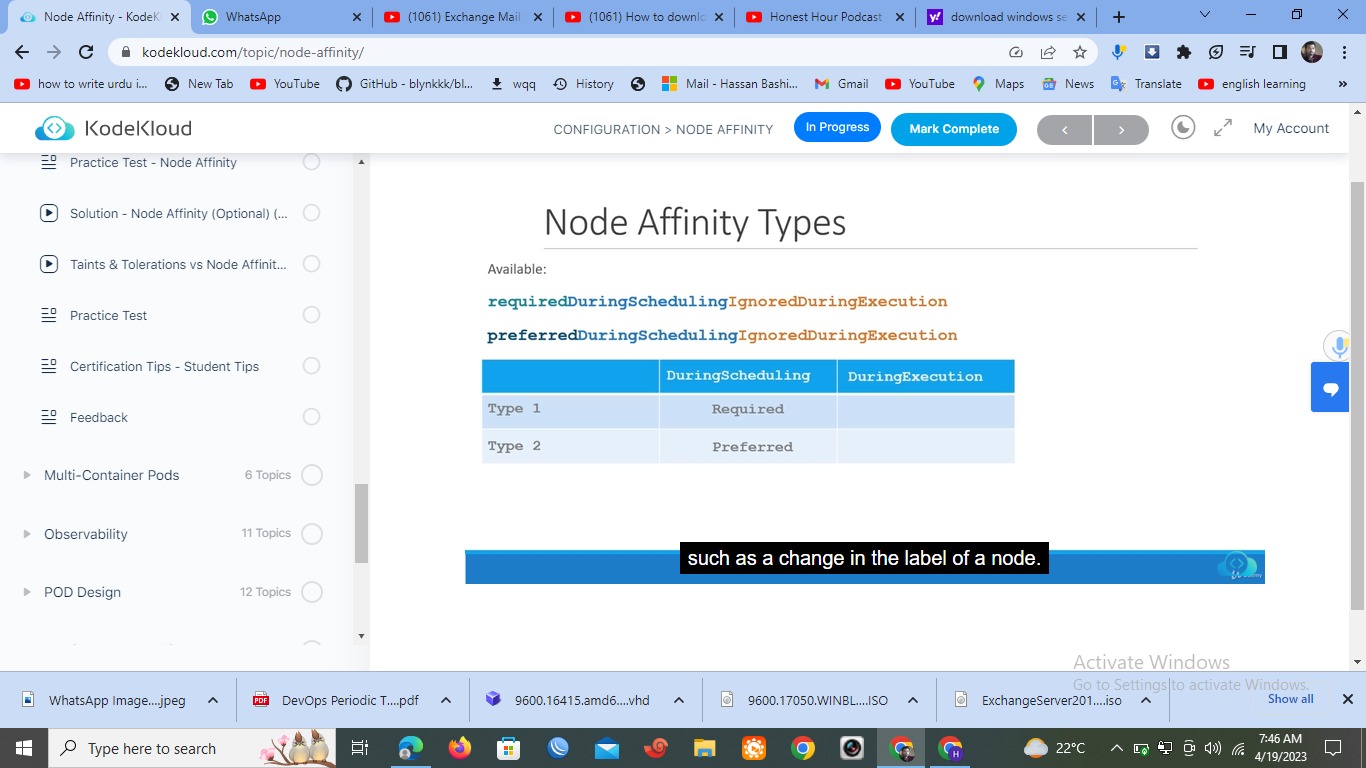 Node Affinity - KodeKl
WhatsApp
(1061) Exchange Mail
(1061) How to downlo
Honest Hour Podcast
download windows se
kodekloud.com/topic/node-affinity/
how to write urdu i...
New Tab
YouTube
GitHub - blynkkk/bl...
wqq
History
Mail - Hassan Bashi...
Gmail
YouTube
Maps
News
Translate
english learning
»
KodeKloud
CONFIGURATION > NODE AFFINITY
In Progress
Mark Complete
My Account
Practice Test - Node Affinity
Solution - Node Affinity (Optional) (...
Taints & Tolerations vs Node Affinit...
Practice Test
Certification Tips - Student Tips
Feedback
Multi-Container Pods
6 Topics
Observability
11 Topics
POD Design
12 Topics
Node Affinity Types
Available:
requiredDuringSchedulingIgnoredDuringExecution
preferredDuringSchedulingIgnoredDuringExecution
DuringScheduling
DuringExecution
Type 1
Required
Type 2
Preferred
such as a change in the label of a node.
Activate Windows
Go to Settings to activate Windows.
WhatsApp Image....jpeg
DevOps Periodic T....pdf
9600.16415.amd6....vhd
9600.17050.WINBL....ISO
ExchangeServer201....iso
Show all
Type here to search
22°C
7:46 AM
4/19/2023